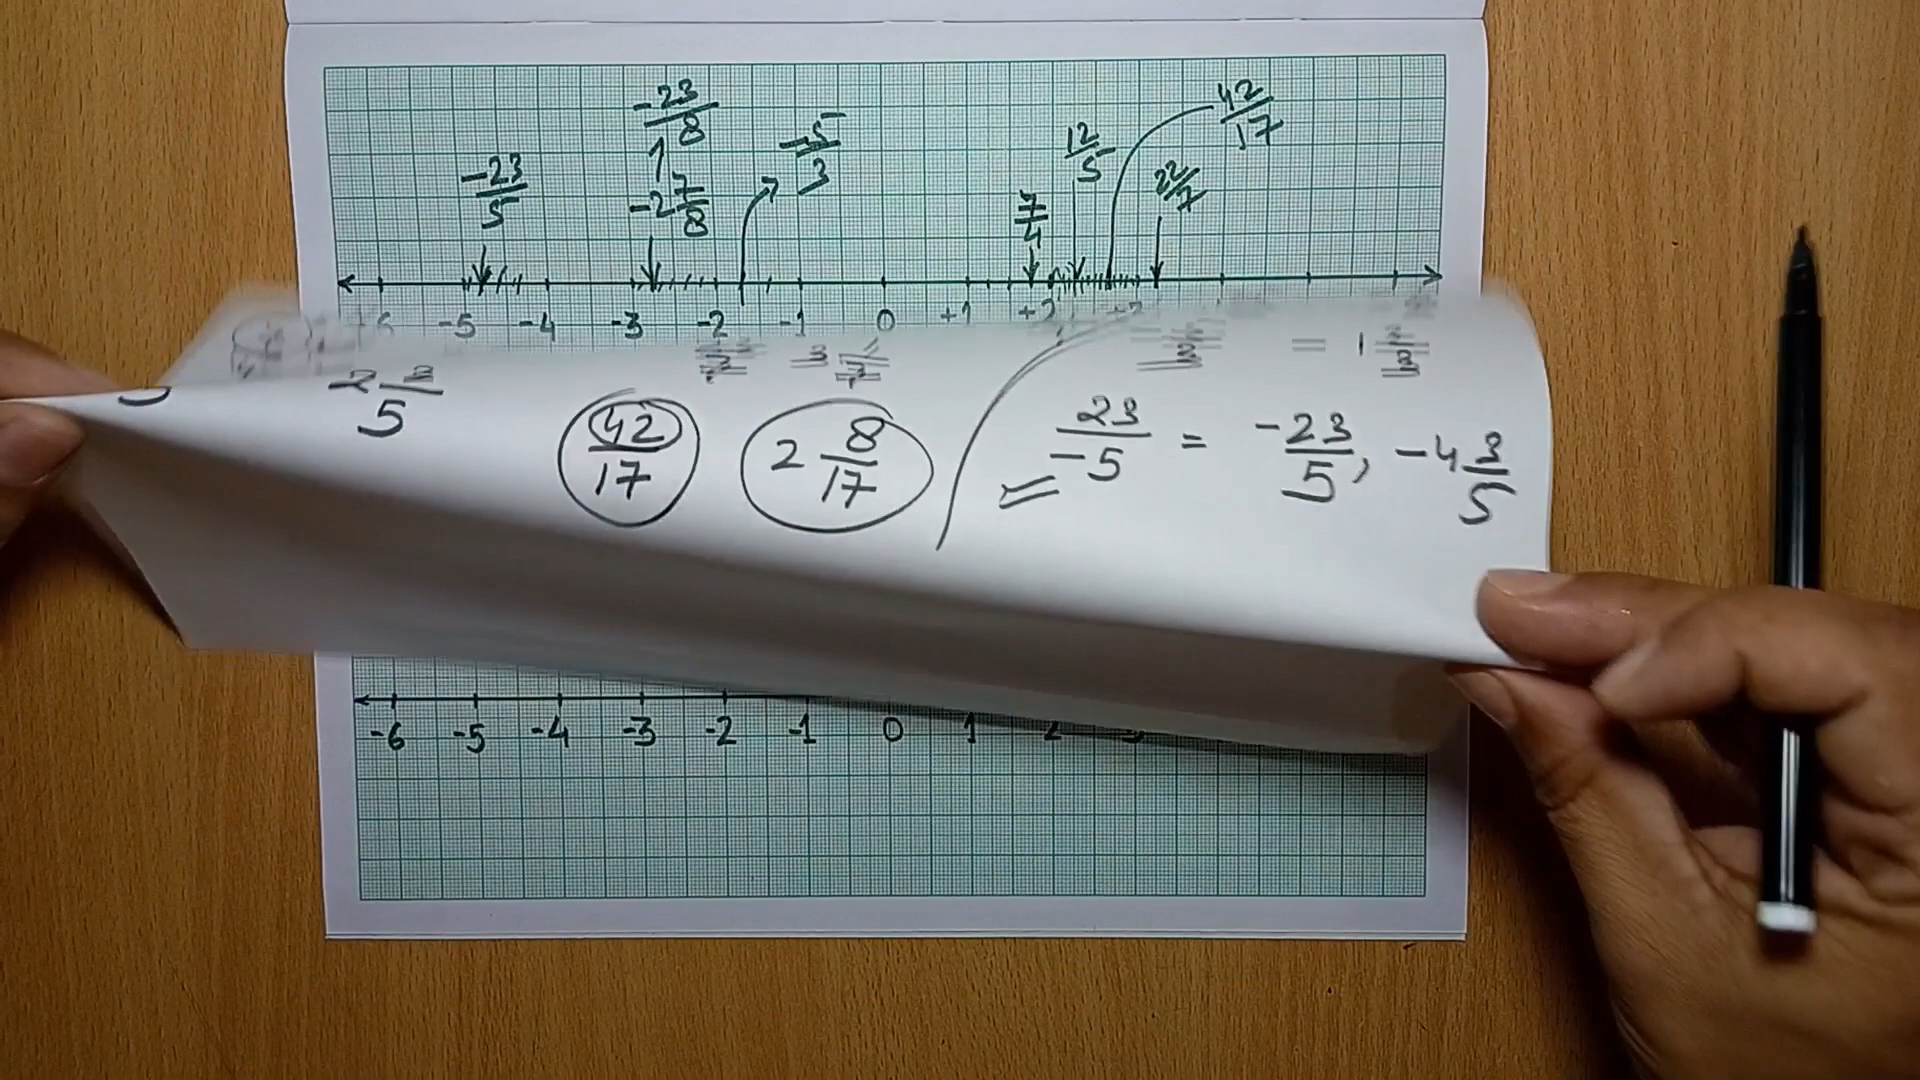 -23/8
42/17
-5/3
12/5
-23/5
-2 7/8
22/7
7/4
-5 -4 -3 -2 -1 0 +1 +2
2 /5
42/17 2 8/17
23/-5 = -23/5, -4 3/5
-6 -5 -4 -3 -2 -1 0 1 2